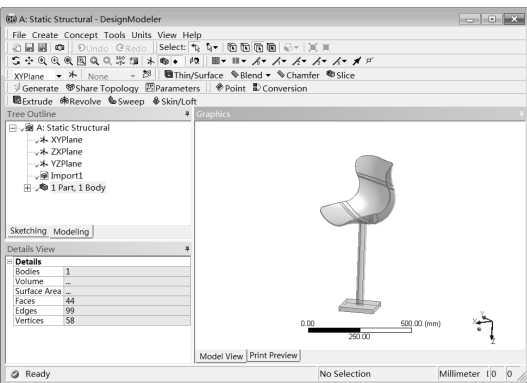 A: Static Structural - DesignModeler
File Create Concept Tools Units View Help
Undo Redo Select:
XYPlane None Thin/Surface Blend Chamfer Slice
Generate Share Topology Parameters Point Conversion
Extrude Revolve Sweep Skin/Loft
Tree Outline
Graphics
A: Static Structural
XYPlane
ZXPlane
YZPlane
Import1
1 Part, 1 Body
Sketching Modeling
Details View
Details
Bodies 1
Volume ...
Surface Area ...
Faces 44
Edges 99
Vertices 58
0.00 500.00 (mm)
250.00
Y
X
Z
Model View Print Preview
Ready No Selection Millimeter 0 0